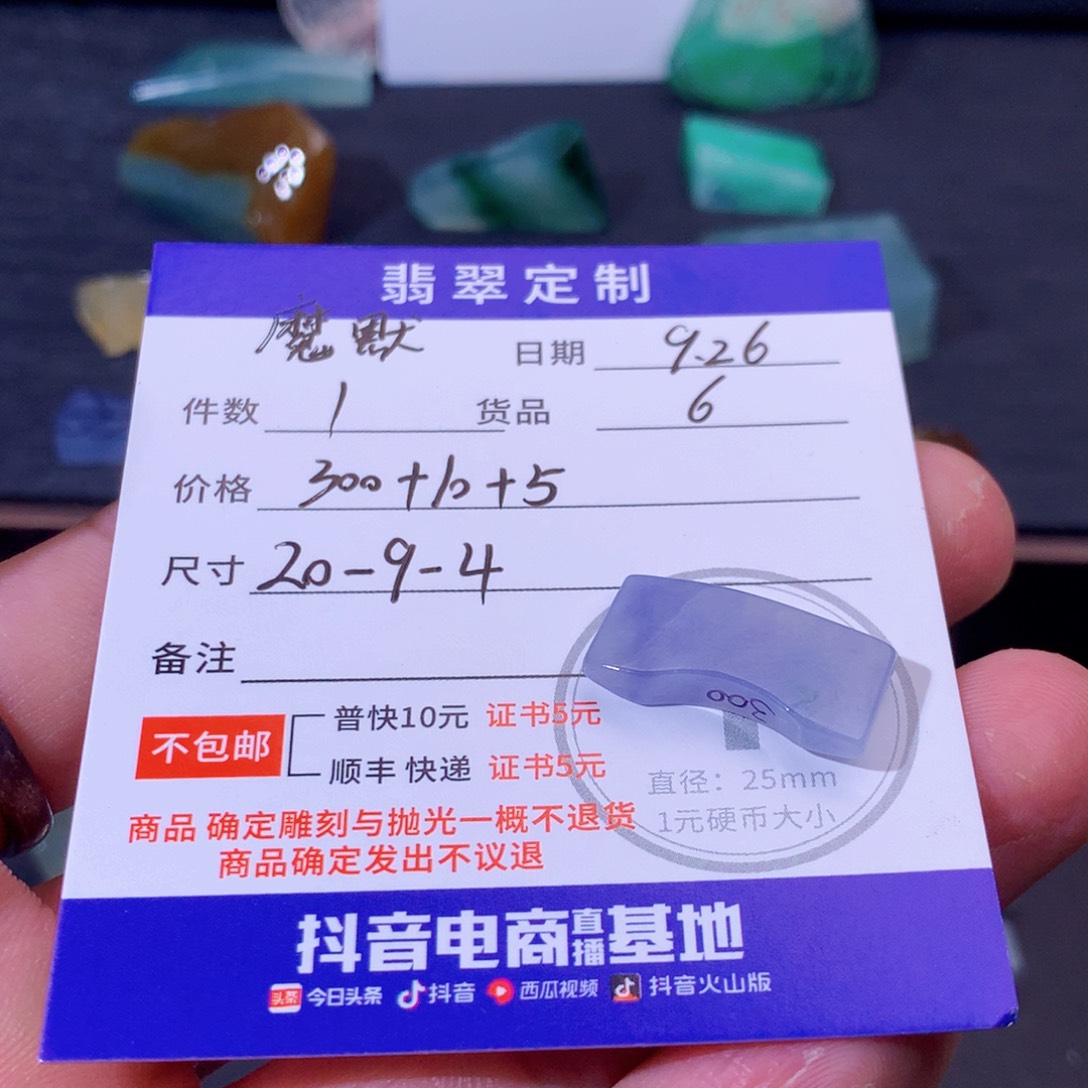 翡翠定制
魔獸
日期 9.26
件数 1 货品 6
价格 300+10+5
尺寸 20-9-4
备注
不包邮
普快10元 证书5元
顺丰快递 证书5元
300
直径：25mm
1元硬币大小
商品 确定雕刻与抛光一概不退货
商品确定发出不议退
抖音电商直播基地
头条 今日头条 抖音 西瓜视频 抖音火山版